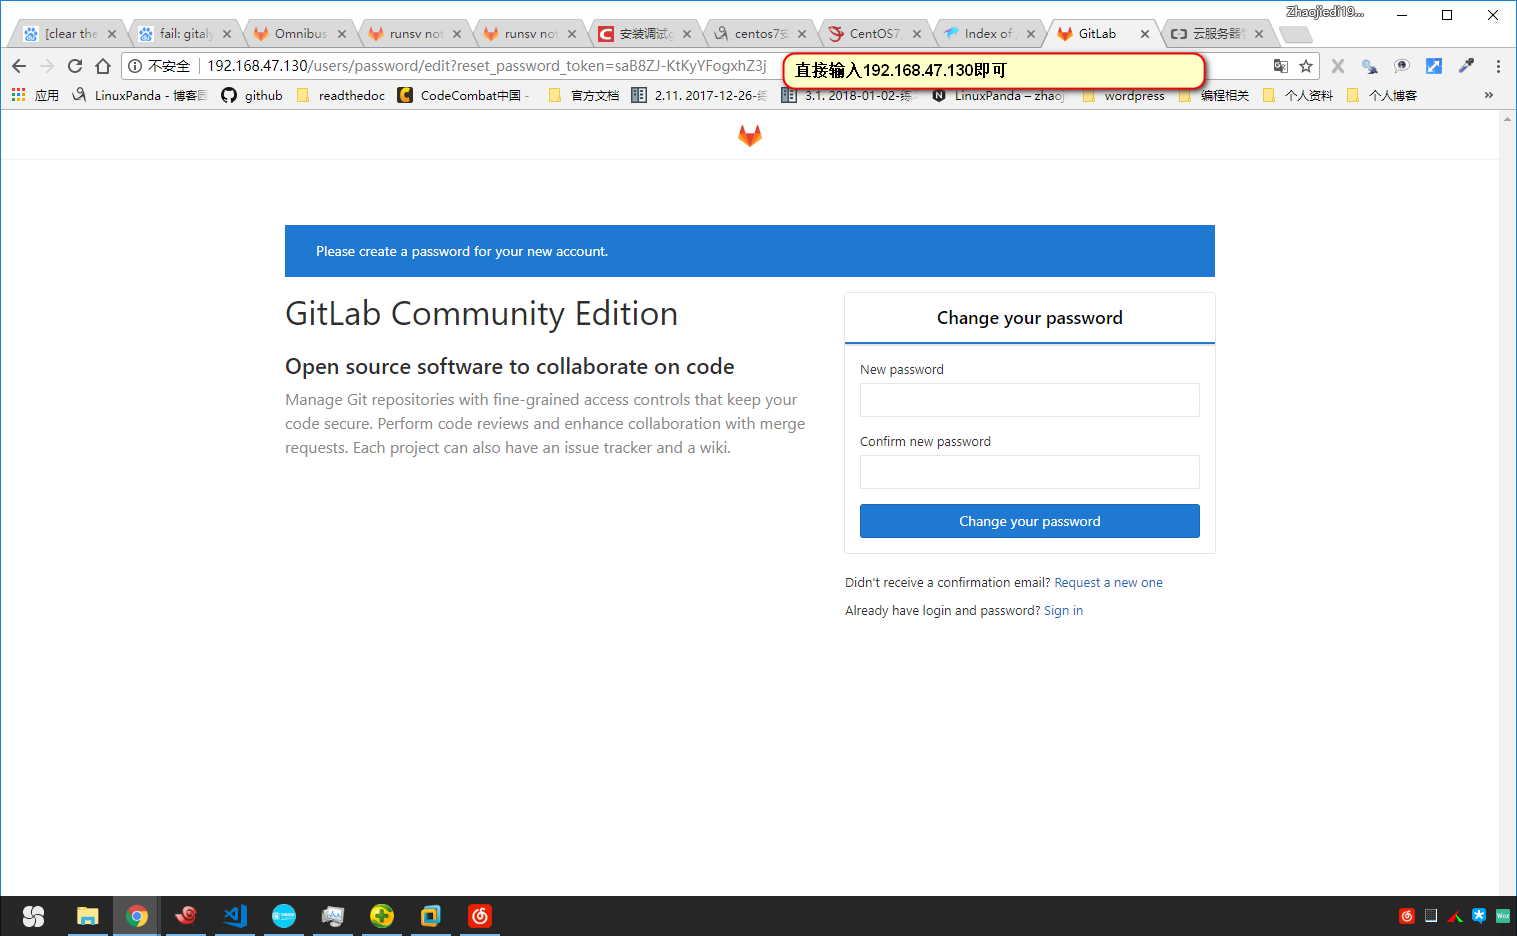 Zhaojiedi19...
[clear the
fail: gitaly
Omnibus
runsv not
runsv not
安装调试g
centos7安
CentOS7
Index of /
GitLab
云服务器
不安全
192.168.47.130/users/password/edit?reset_password_token=saB8ZJ-KtKyYFogxhZ3j
直接输入192.168.47.130即可
应用
LinuxPanda - 博客园
github
readthedoc
CodeCombat中国 -
官方文档
2.11. 2017-12-26-练
3.1. 2018-01-02-练
LinuxPanda – zhaoj
wordpress
编程相关
个人资料
个人博客
»
Please create a password for your new account.
GitLab Community Edition
Open source software to collaborate on code
Manage Git repositories with fine-grained access controls that keep your
code secure. Perform code reviews and enhance collaboration with merge
requests. Each project can also have an issue tracker and a wiki.
Change your password
New password
Confirm new password
Change your password
Didn't receive a confirmation email? Request a new one
Already have login and password? Sign in